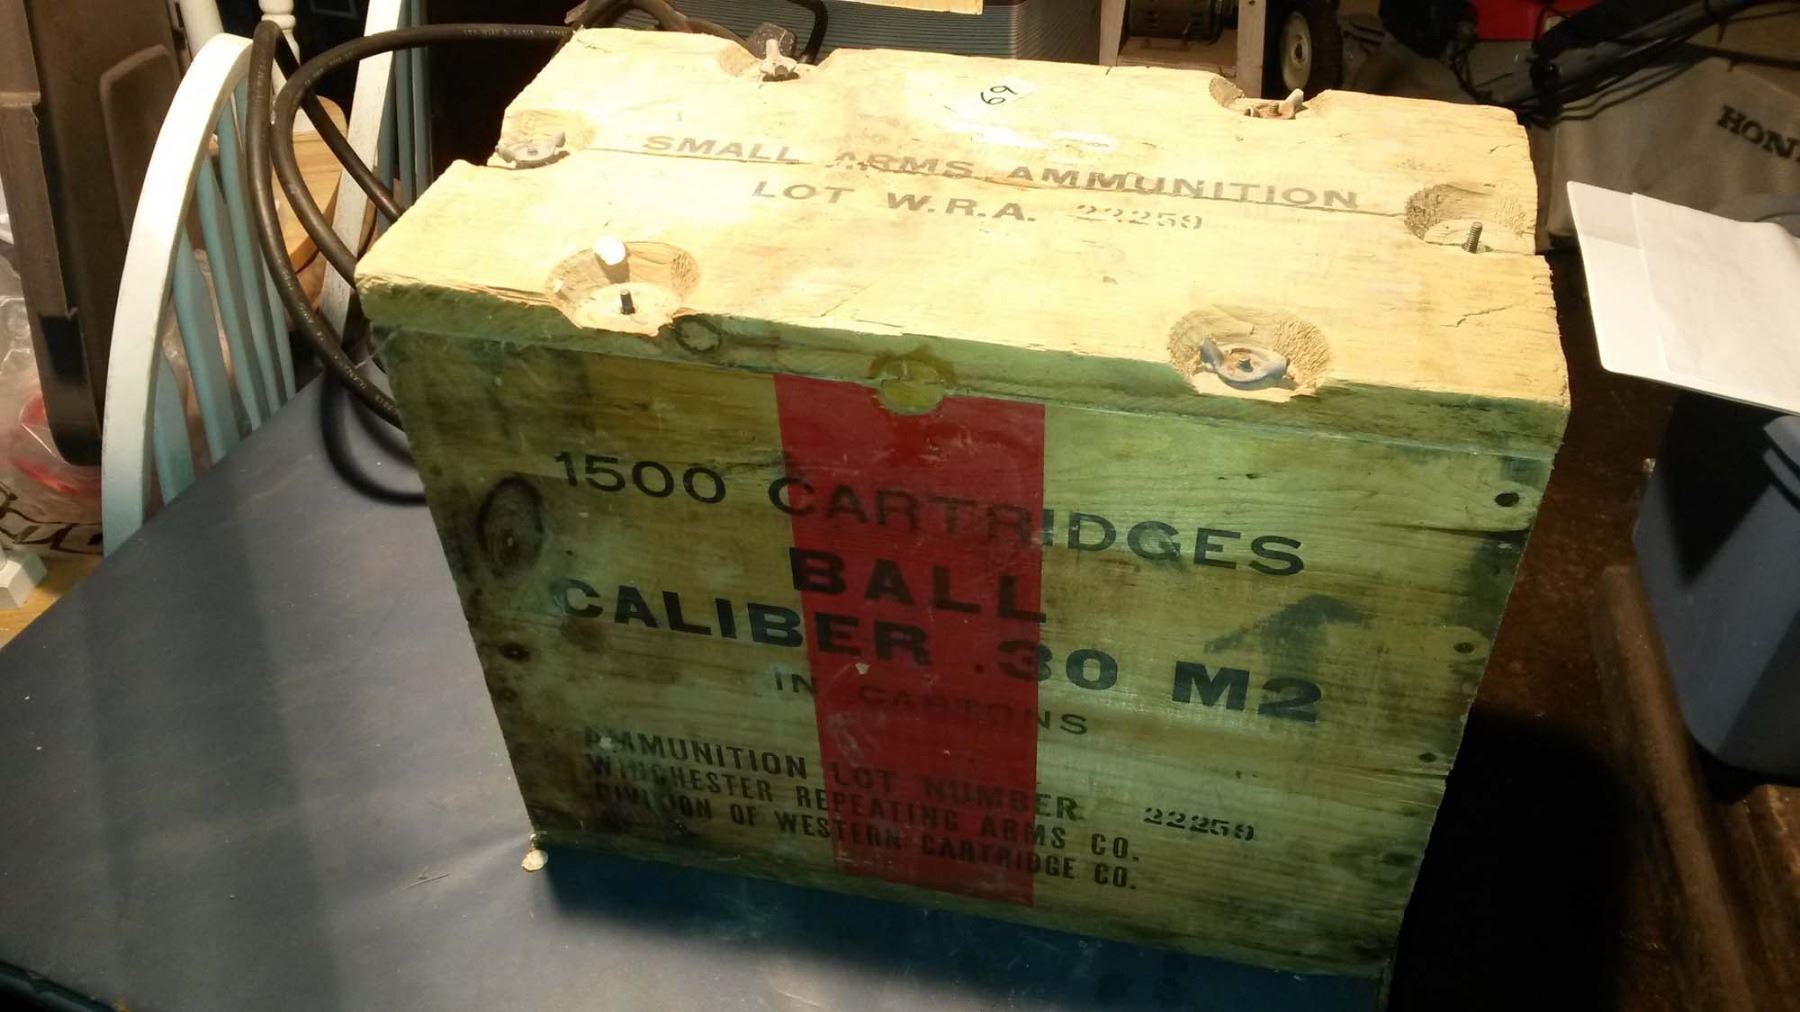 69
SMALL ARMS AMMUNITION
LOT W.R.A. 22259
1500 CARTRIDGES
BALL
CALIBER .30 M2
IN CARTONS
AMMUNITION LOT NUMBER 22259
WINCHESTER REPEATING ARMS CO.
DIVISION OF WESTERN CARTRIDGE CO.